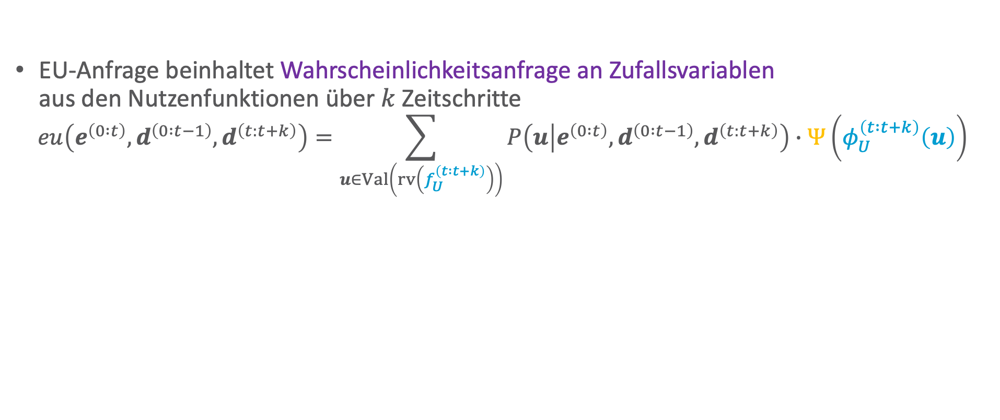 • EU-Anfrage beinhaltet Wahrscheinlichkeitsanfrage an Zufallsvariablen
aus den Nutzenfunktionen über k Zeitschritte
eu(e^(0:t), d^(0:t−1), d^(t:t+k)) = ∑_{u∈Val(rv(f_U^(t:t+k)))} P(u|e^(0:t), d^(0:t−1), d^(t:t+k)) · Ψ(ϕ_U^(t:t+k)(u))